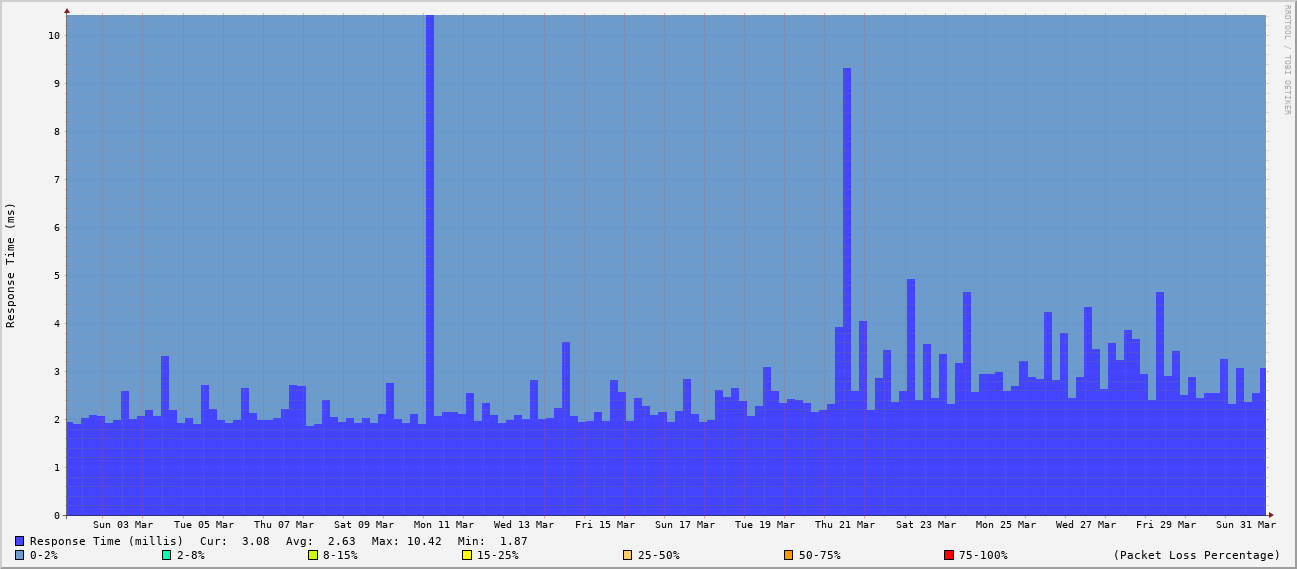 RRDTOOL / TOBI OETIKER
Response Time (ms)
10
9
8
7
6
5
4
3
2
1
0
Sun 03 Mar Tue 05 Mar Thu 07 Mar Sat 09 Mar Mon 11 Mar Wed 13 Mar Fri 15 Mar Sun 17 Mar Tue 19 Mar Thu 21 Mar Sat 23 Mar Mon 25 Mar Wed 27 Mar Fri 29 Mar Sun 31 Mar
Response Time (millis) Cur: 3.08 Avg: 2.63 Max: 10.42 Min: 1.87
0-2% 2-8% 8-15% 15-25% 25-50% 50-75% 75-100% (Packet Loss Percentage)